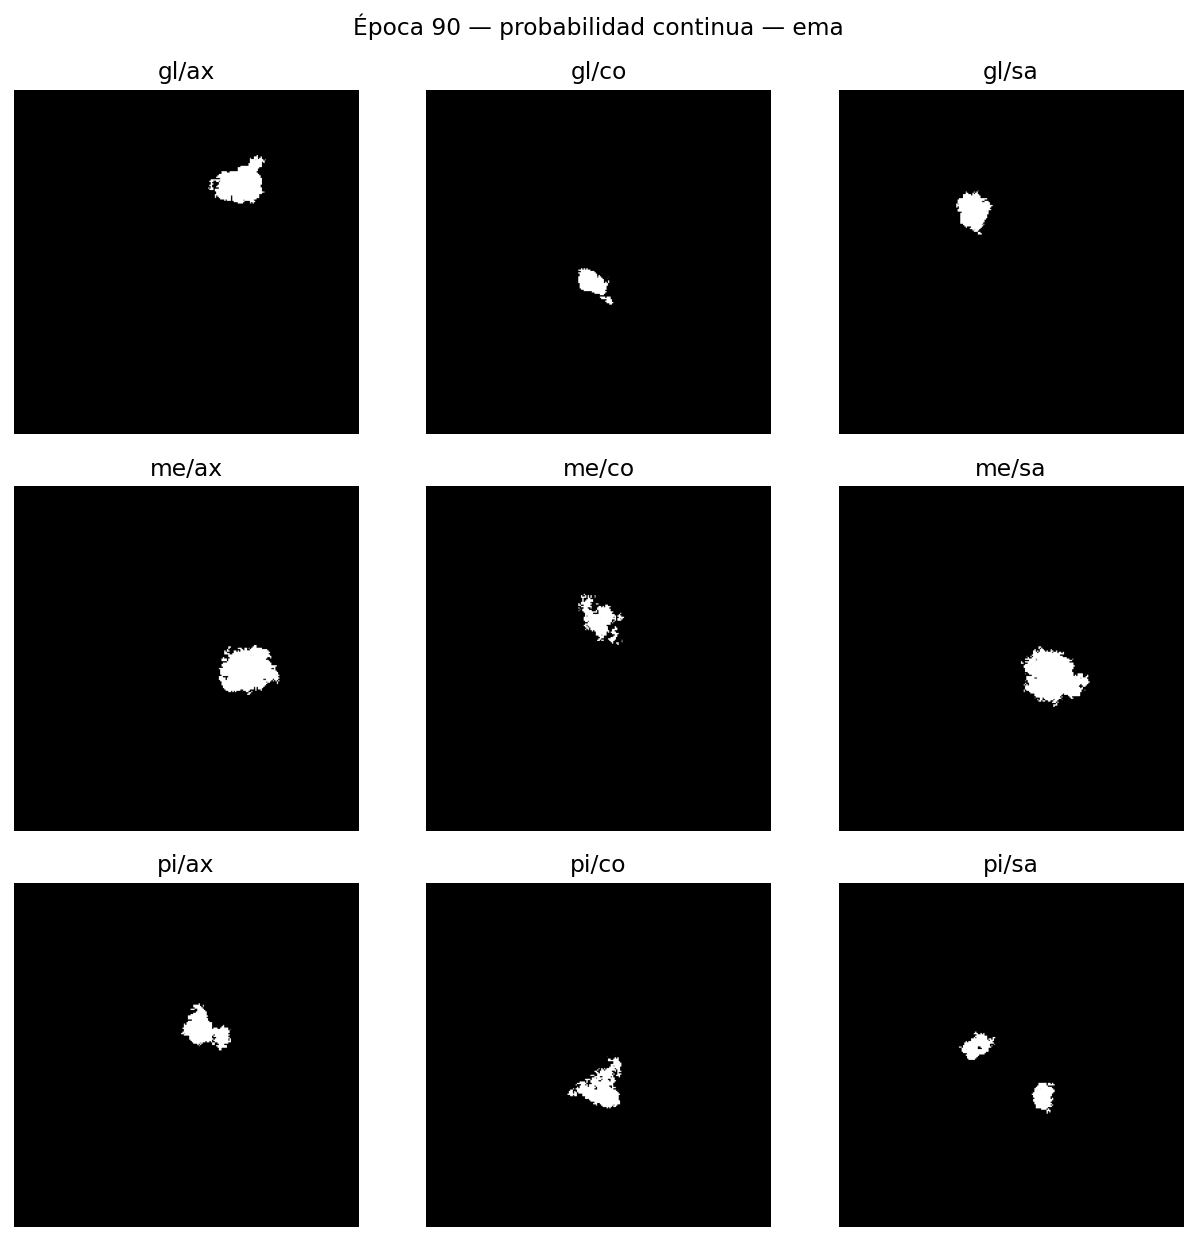 Época 90 — probabilidad continua — ema
gl/ax
gl/co
gl/sa
me/ax
me/co
me/sa
pi/ax
pi/co
pi/sa